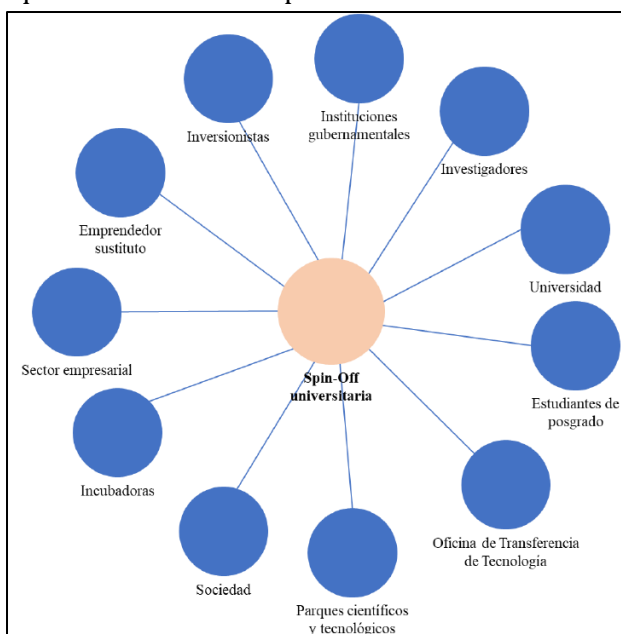 Inversionistas
Instituciones
gubernamentales
Investigadores
Emprendedor
sustituto
Universidad
Sector empresarial
Spin-Off
universitaria
Estudiantes de
posgrado
Incubadoras
Oficina de Transferencia
de Tecnología
Sociedad
Parques científicos
y tecnológicos